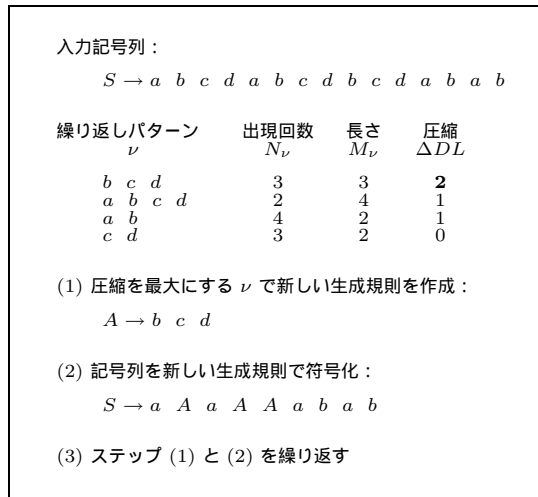 入力記号列：
S → a b c d a b c d b c d a b a b
繰り返しパターン 出現回数 長さ 圧縮
ν Nν Mν ΔDL
b c d 3 3 2
a b c d 2 4 1
a b 4 2 1
c d 3 2 0
(1) 圧縮を最大にする ν で新しい生成規則を作成：
A → b c d
(2) 記号列を新しい生成規則で符号化：
S → a A a A A a b a b
(3) ステップ (1) と (2) を繰り返す